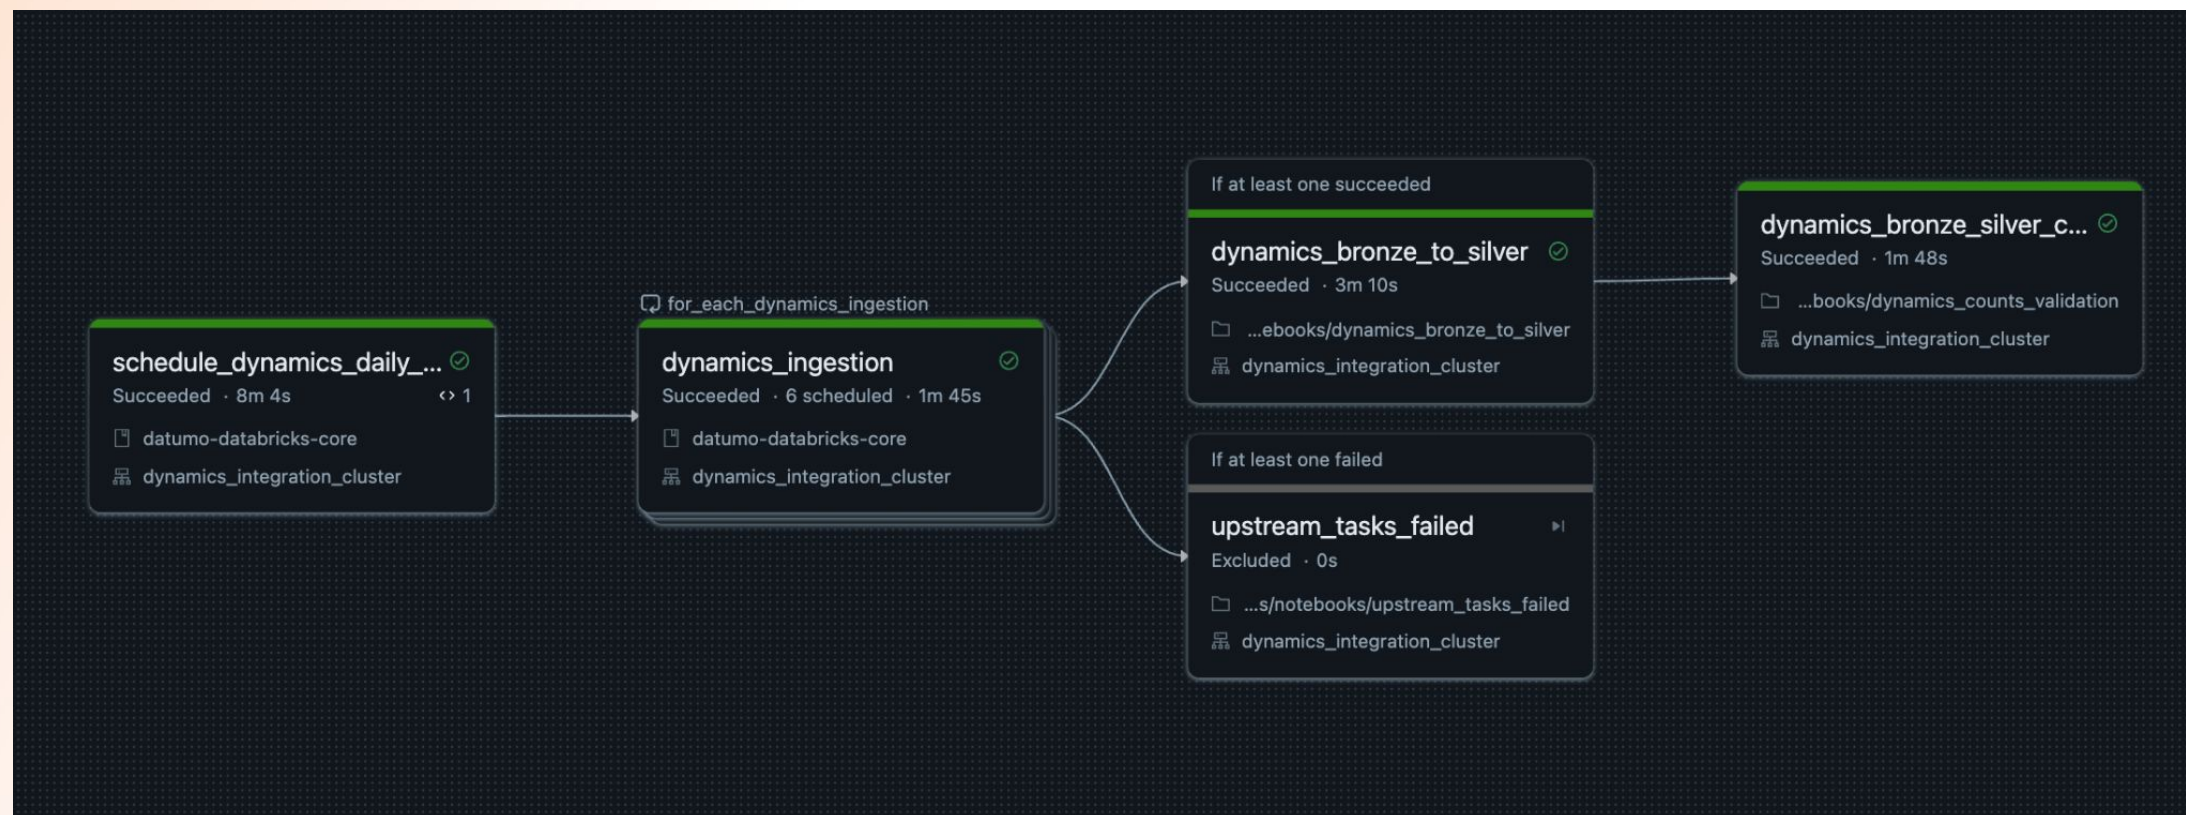 schedule_dynamics_daily_...
Succeeded · 8m 4s <> 1
datumo-databricks-core
dynamics_integration_cluster
for_each_dynamics_ingestion
dynamics_ingestion
Succeeded · 6 scheduled · 1m 45s
datumo-databricks-core
dynamics_integration_cluster
If at least one succeeded
dynamics_bronze_to_silver
Succeeded · 3m 10s
...ebooks/dynamics_bronze_to_silver
dynamics_integration_cluster
If at least one failed
upstream_tasks_failed
Excluded · 0s
...s/notebooks/upstream_tasks_failed
dynamics_integration_cluster
dynamics_bronze_silver_c...
Succeeded · 1m 48s
...books/dynamics_counts_validation
dynamics_integration_cluster